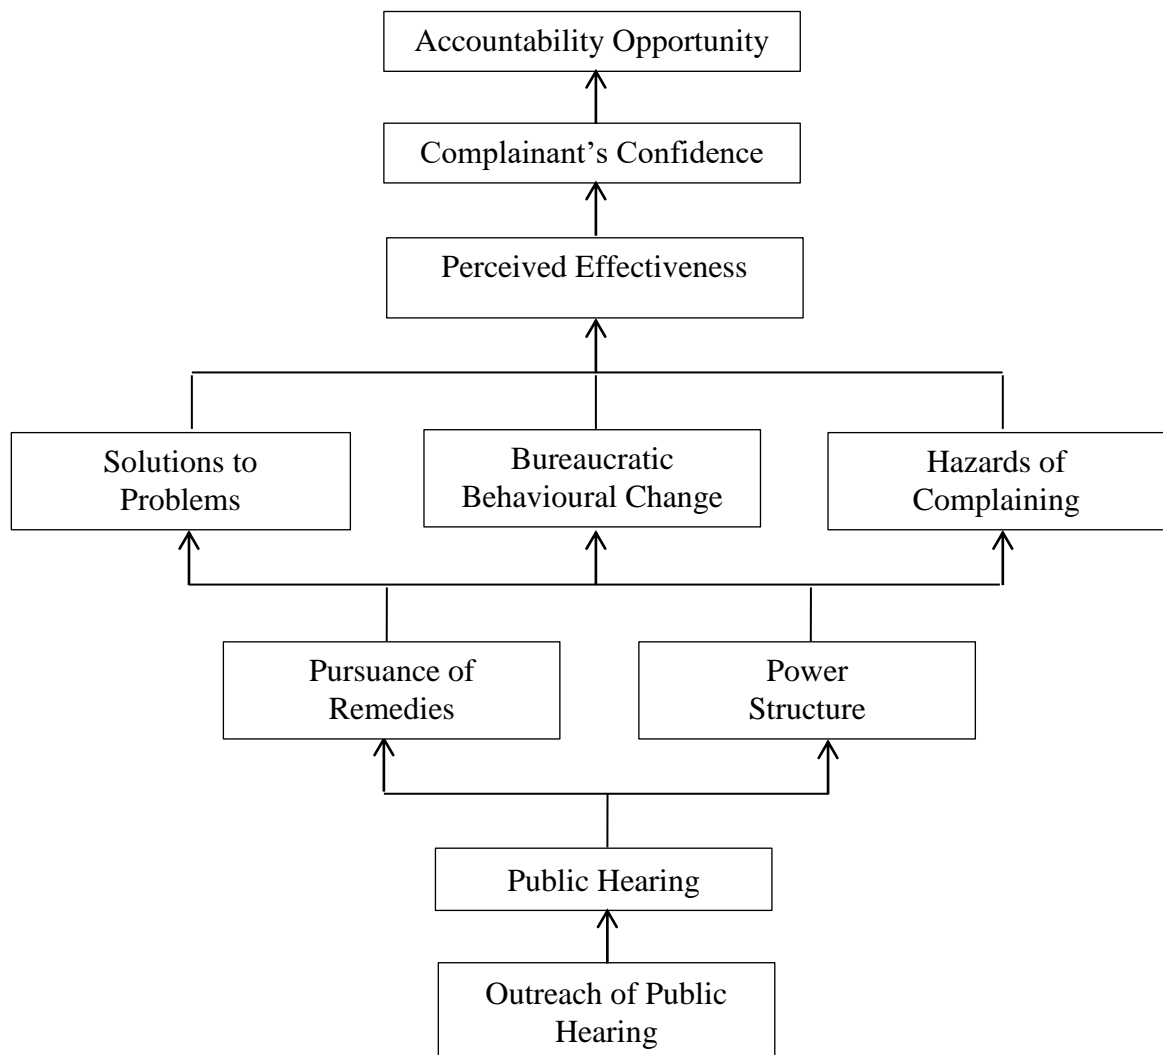 Accountability Opportunity
Complainant’s Confidence
Perceived Effectiveness
Solutions to
Problems
Bureaucratic
Behavioural Change
Hazards of
Complaining
Pursuance of
Remedies
Power
Structure
Public Hearing
Outreach of Public
Hearing